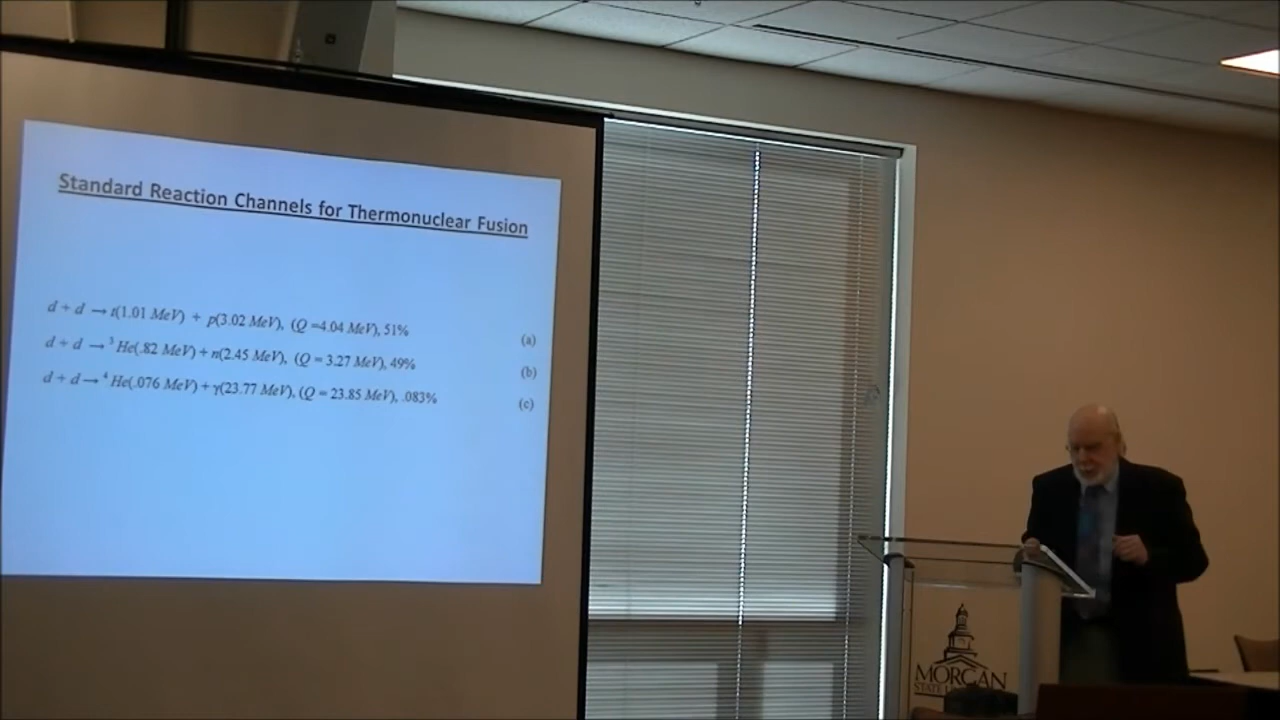 Standard Reaction Channels for Thermonuclear Fusion
d + d → t(1.01 MeV) + p(3.02 MeV), (Q =4.04 MeV), 51% (a)
d + d → ³He(.82 MeV) + n(2.45 MeV), (Q = 3.27 MeV), 49% (b)
d + d → ⁴He(.076 MeV) + γ(23.77 MeV), (Q = 23.85 MeV), .083% (c)
MORGAN
STATE